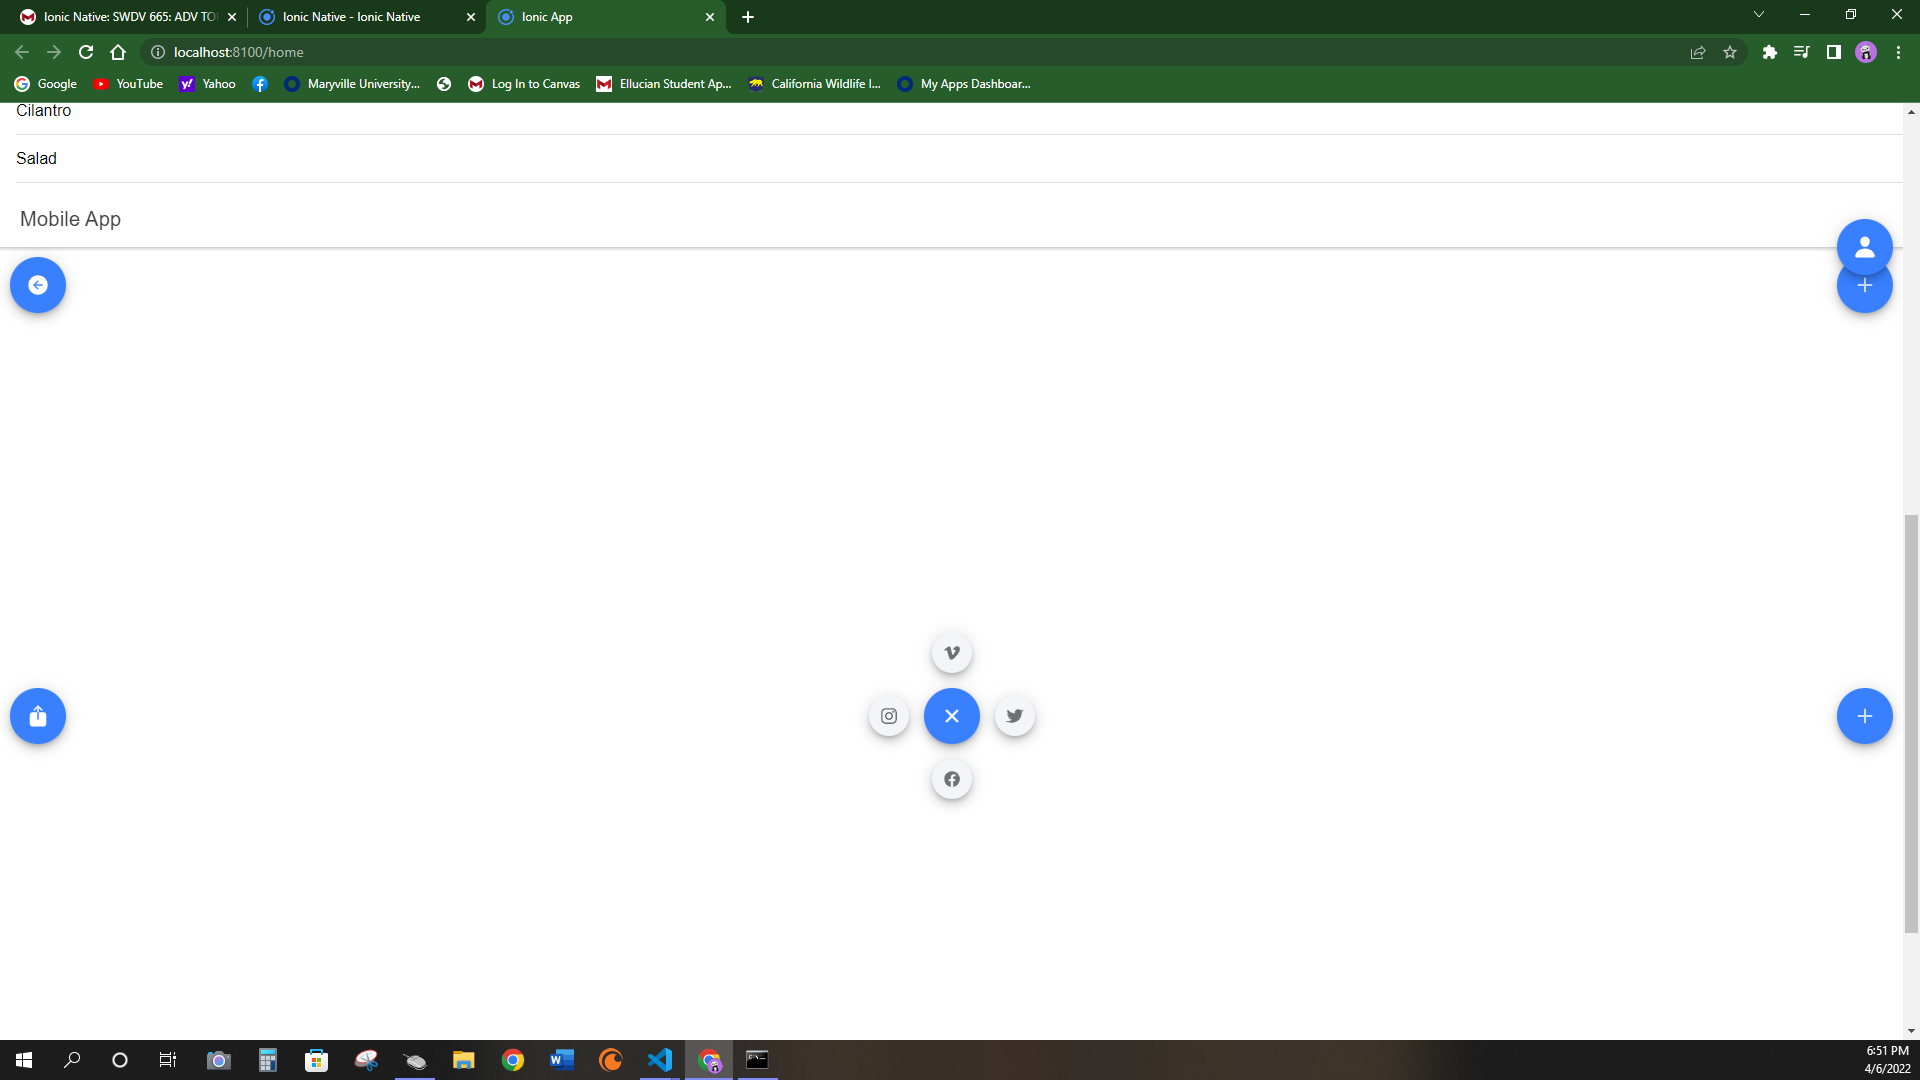 Ionic Native: SWDV 665: ADV TO
Ionic Native - Ionic Native
Ionic App
localhost:8100/home
Google
YouTube
Yahoo
Maryville University...
Log In to Canvas
Ellucian Student Ap...
California Wildlife I...
My Apps Dashboar...
Cilantro
Salad
Mobile App
6:51 PM
4/6/2022